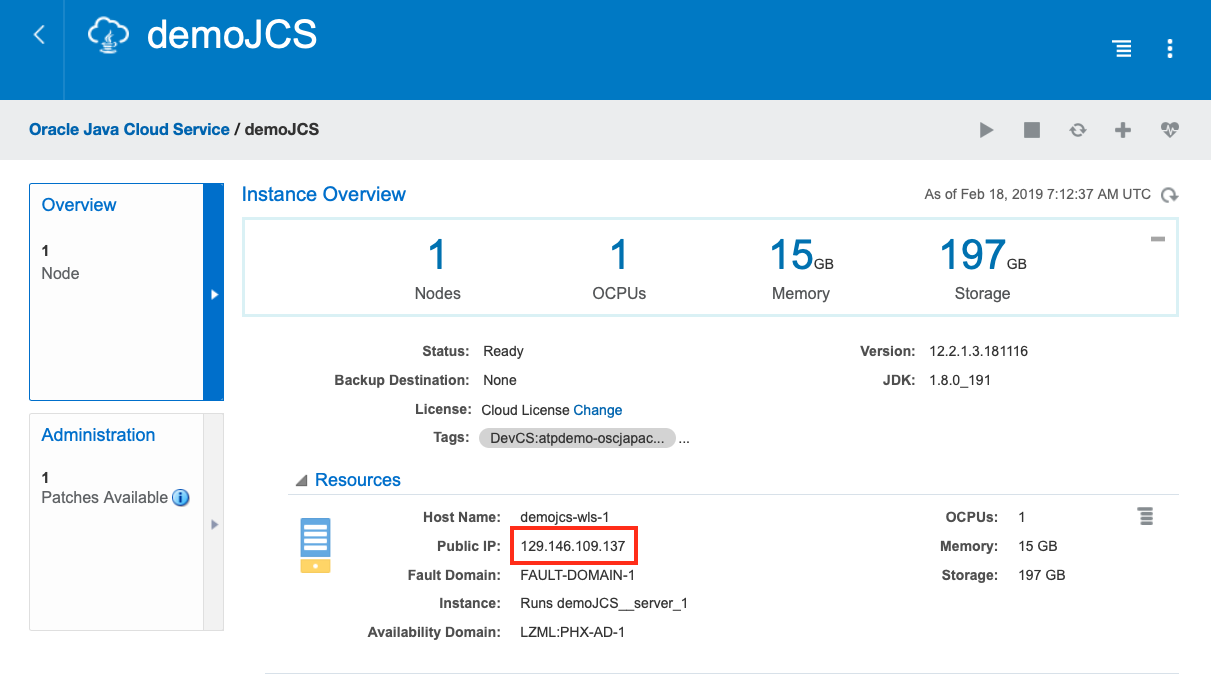 demoJCS
Oracle Java Cloud Service / demoJCS
Overview
1
Node
Administration
1
Patches Available
Instance Overview
As of Feb 18, 2019 7:12:37 AM UTC
1
Nodes
1
OCPUs
15GB
Memory
197GB
Storage
Status: Ready
Backup Destination: None
License: Cloud License Change
Tags: DevCS:atpdemo-oscjapac... ...
Version: 12.2.1.3.181116
JDK: 1.8.0_191
Resources
Host Name: demojcs-wls-1
Public IP: 129.146.109.137
Fault Domain: FAULT-DOMAIN-1
Instance: Runs demoJCS__server_1
Availability Domain: LZML:PHX-AD-1
OCPUs: 1
Memory: 15 GB
Storage: 197 GB